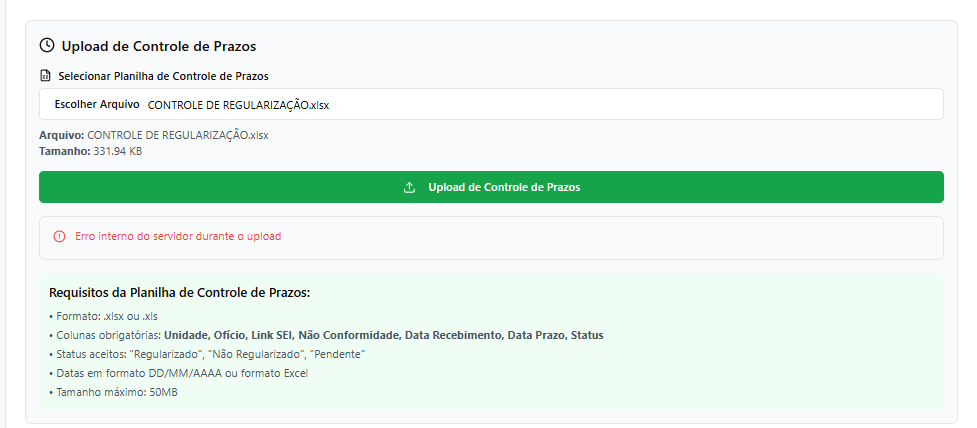 Upload de Controle de Prazos
Selecionar Planilha de Controle de Prazos
Escolher Arquivo CONTROLE DE REGULARIZAÇÃO.xlsx
Arquivo: CONTROLE DE REGULARIZAÇÃO.xlsx
Tamanho: 331.94 KB
Upload de Controle de Prazos
Erro interno do servidor durante o upload
Requisitos da Planilha de Controle de Prazos:
• Formato: .xlsx ou .xls
• Colunas obrigatórias: Unidade, Ofício, Link SEI, Não Conformidade, Data Recebimento, Data Prazo, Status
• Status aceitos: "Regularizado", "Não Regularizado", "Pendente"
• Datas em formato DD/MM/AAAA ou formato Excel
• Tamanho máximo: 50MB